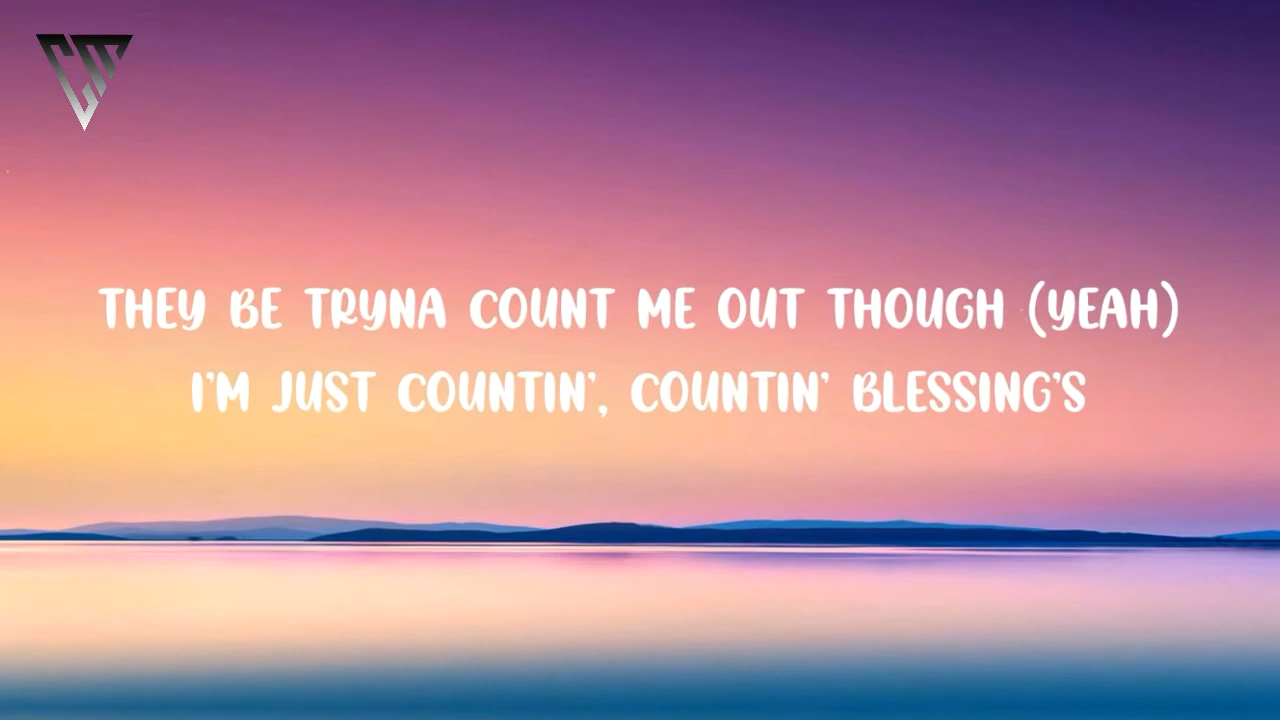 THEY BE TRYNA COUNT ME OUT THOUGH (YEAH)
I'M JUST COUNTIN', COUNTIN' BLESSING'S